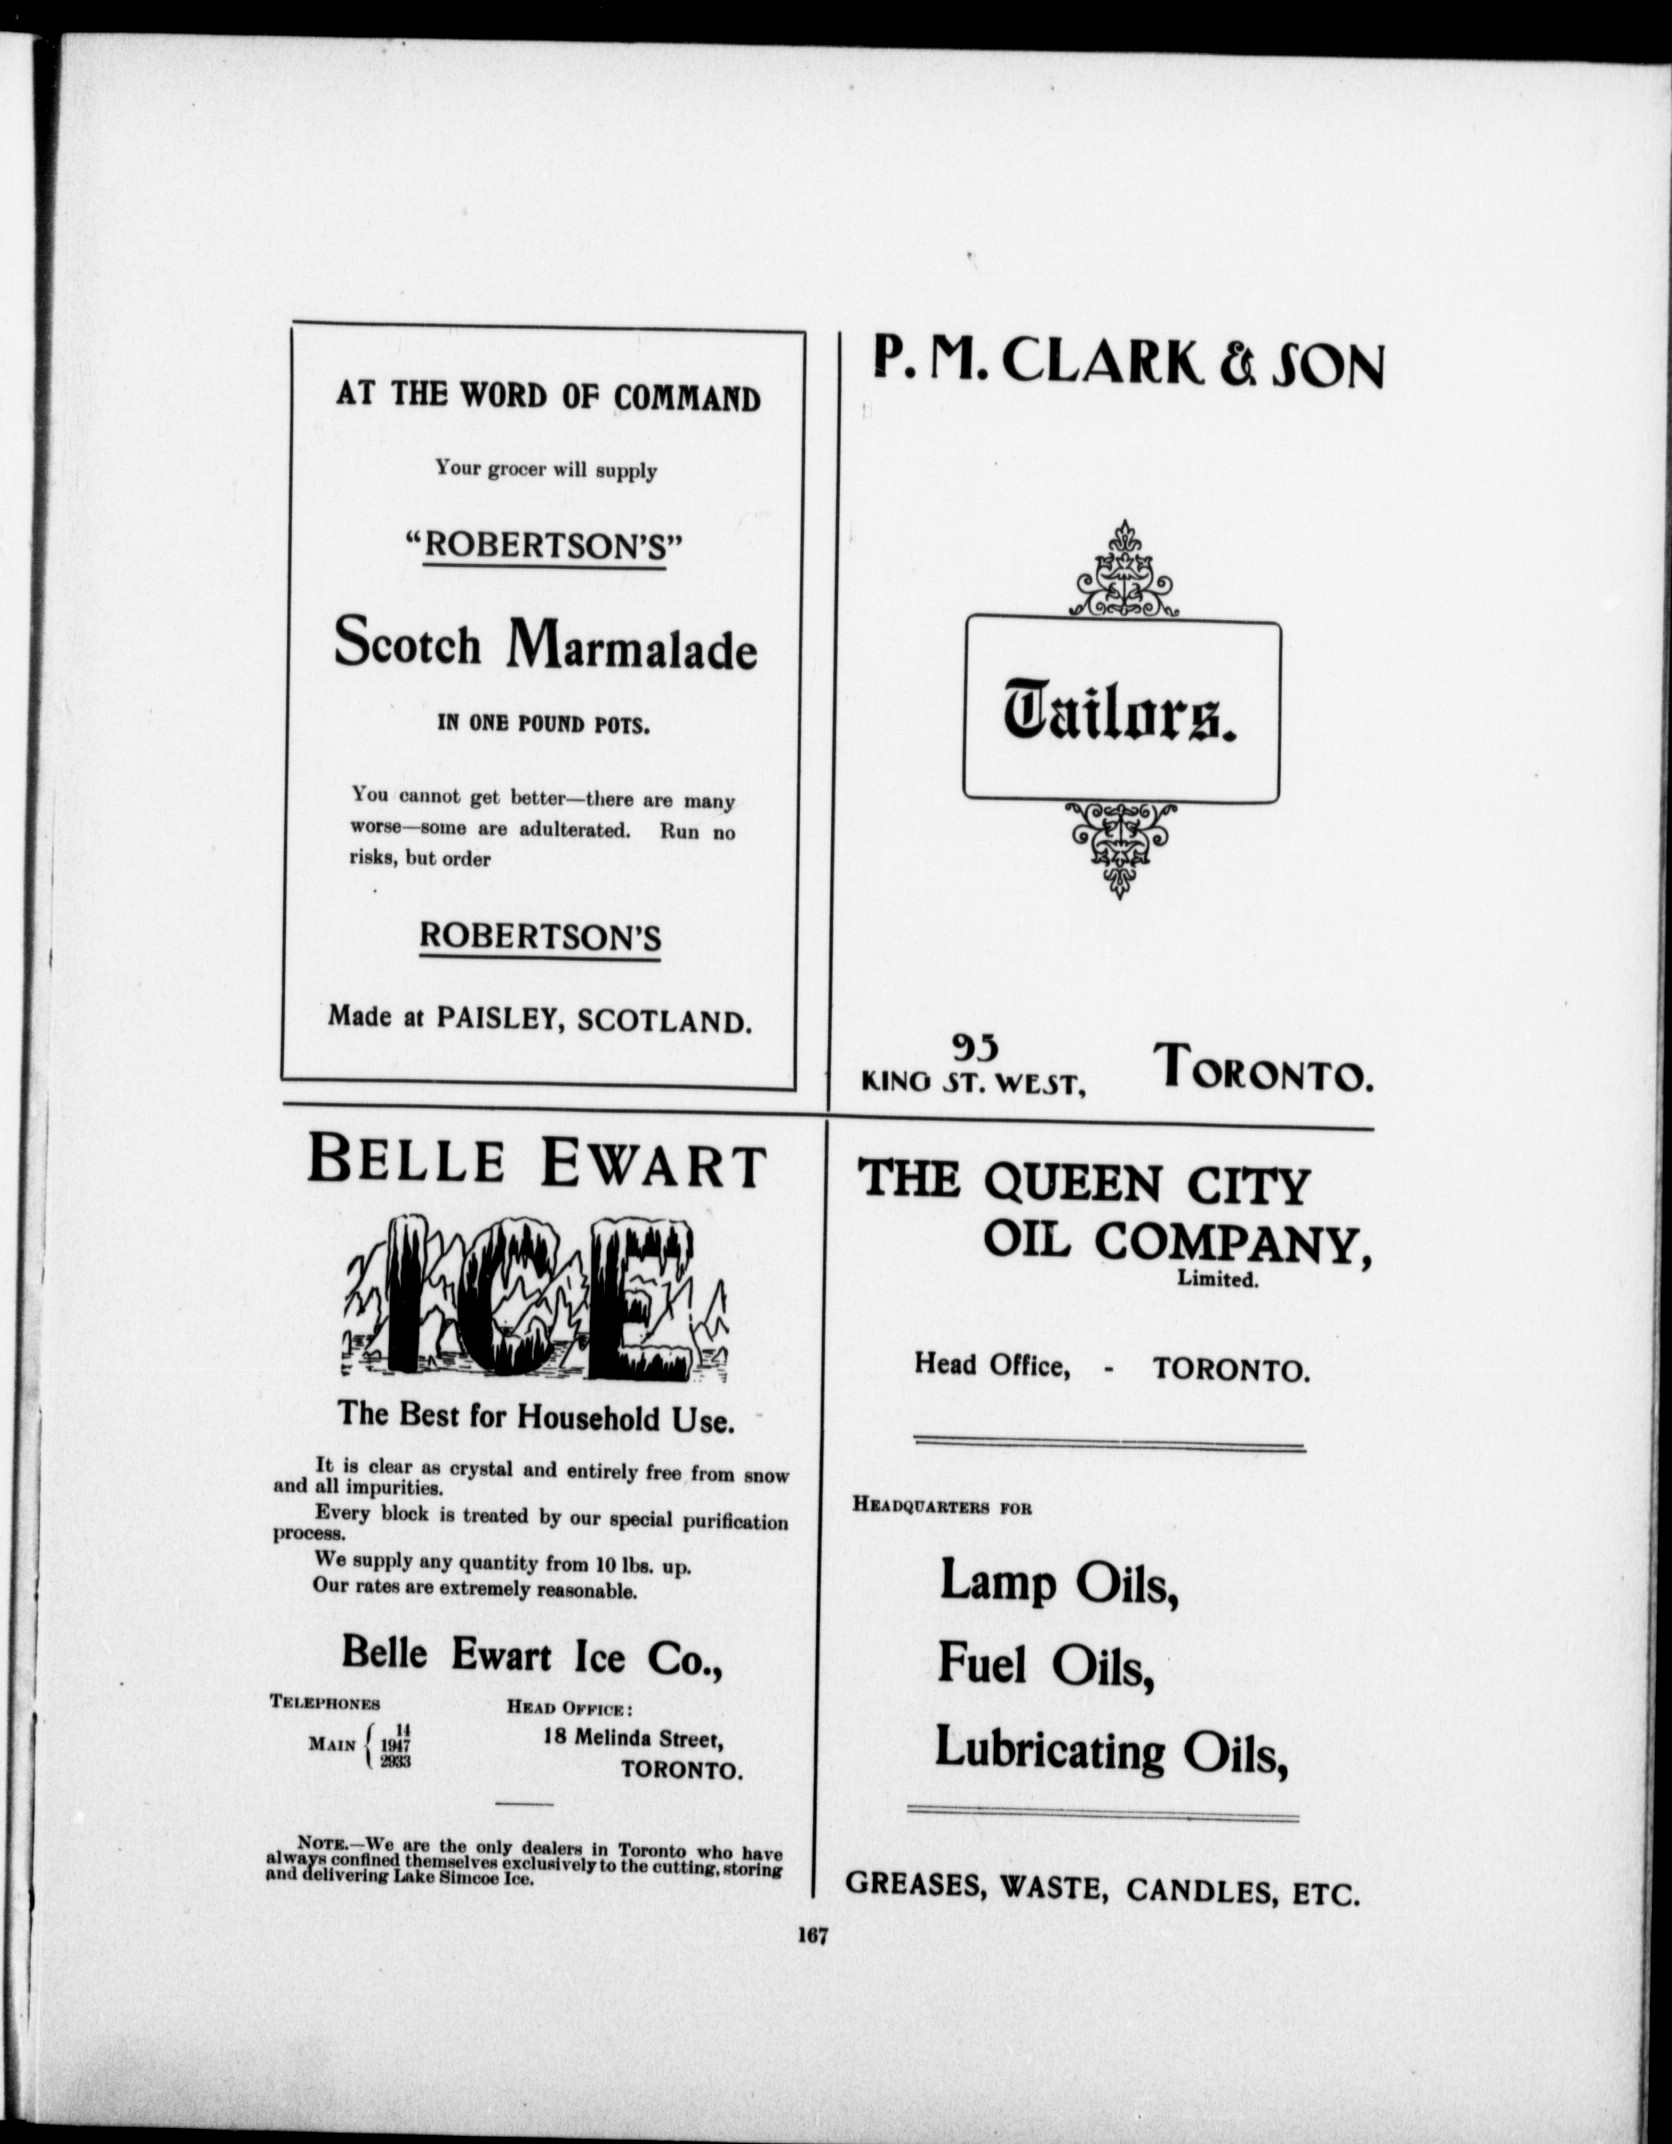 AT THE WORD OF COMMAND
Your grocer will supply
“ROBERTSON'S”
Scotch Marmalade
IN ONE POUND POTS.
You cannot get better—there are many
worse—some are adulterated. Run no
risks, but order
ROBERTSON'S
Made at PAISLEY, SCOTLAND.
P. M. CLARK & SON
Tailors.
95
KING ST. WEST, TORONTO.
BELLE EWART
ICE
The Best for Household Use.
It is clear as crystal and entirely free from snow
and all impurities.
Every block is treated by our special purification
process.
We supply any quantity from 10 lbs. up.
Our rates are extremely reasonable.
Belle Ewart Ice Co.,
TELEPHONES
MAIN { 14
1947
2933
HEAD OFFICE:
18 Melinda Street,
TORONTO.
NOTE.—We are the only dealers in Toronto who have
always confined themselves exclusively to the cutting, storing
and delivering Lake Simcoe Ice.
THE QUEEN CITY
OIL COMPANY,
Limited.
Head Office, - TORONTO.
HEADQUARTERS FOR
Lamp Oils,
Fuel Oils,
Lubricating Oils,
GREASES, WASTE, CANDLES, ETC.
167